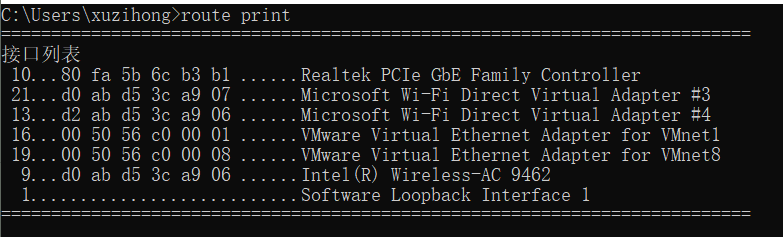 C:\Users\xuzihong>route print
===========================================================================
接口列表
 10...80 fa 5b 6c b3 b1 ......Realtek PCIe GbE Family Controller
 21...d0 ab d5 3c a9 07 ......Microsoft Wi-Fi Direct Virtual Adapter #3
 13...d2 ab d5 3c a9 06 ......Microsoft Wi-Fi Direct Virtual Adapter #4
 16...00 50 56 c0 00 01 ......VMware Virtual Ethernet Adapter for VMnet1
 19...00 50 56 c0 00 08 ......VMware Virtual Ethernet Adapter for VMnet8
  9...d0 ab d5 3c a9 06 ......Intel(R) Wireless-AC 9462
  1...........................Software Loopback Interface 1
===========================================================================